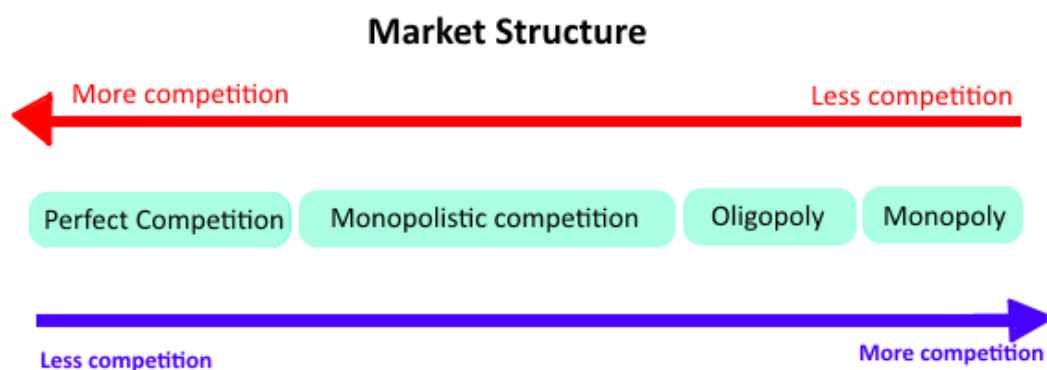 Market Structure
More competition
Less competition
Perfect Competition
Monopolistic competition
Oligopoly
Monopoly
Less competition
More competition